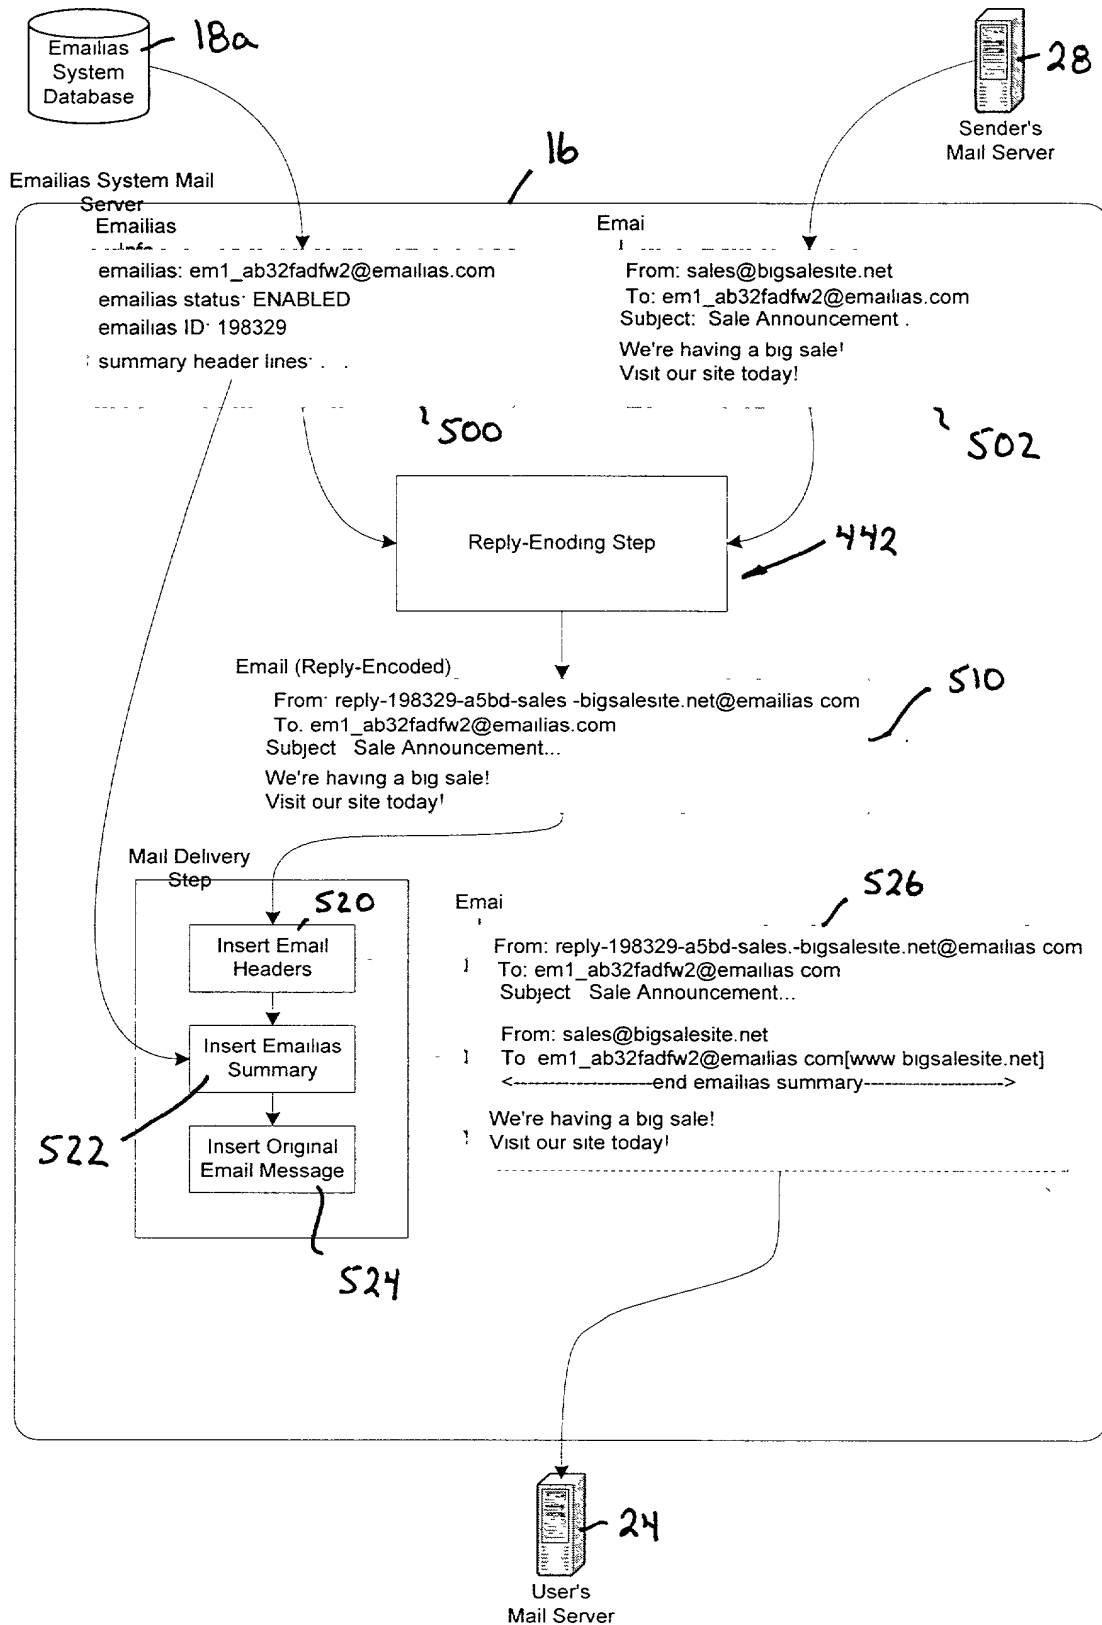 Emailias
System
Database
18a
28
Sender's
Mail Server
16
Emailias System Mail
Server
Emailias
Info
emailias: em1_ab32fadfw2@emailias.com
emailias status: ENABLED
emailias ID: 198329
summary header lines: . .
500
Emai
From: sales@bigsalesite.net
To: em1_ab32fadfw2@emailias.com
Subject: Sale Announcement .
We're having a big sale!
Visit our site today!
502
Reply-Enoding Step
442
Email (Reply-Encoded)
From: reply-198329-a5bd-sales -bigsalesite.net@emailias com
To. em1_ab32fadfw2@emailias.com
Subject Sale Announcement...
We're having a big sale!
Visit our site today!
510
Mail Delivery
Step
520
Insert Email
Headers
Insert Emailias
Summary
522
Insert Original
Email Message
524
Emai
526
From: reply-198329-a5bd-sales.-bigsalesite.net@emailias com
To: em1_ab32fadfw2@emailias com
Subject Sale Announcement...
From: sales@bigsalesite.net
To em1_ab32fadfw2@emailias com[www bigsalesite.net]
<--------------------end emailias summary------------------->
We're having a big sale!
Visit our site today!
24
User's
Mail Server